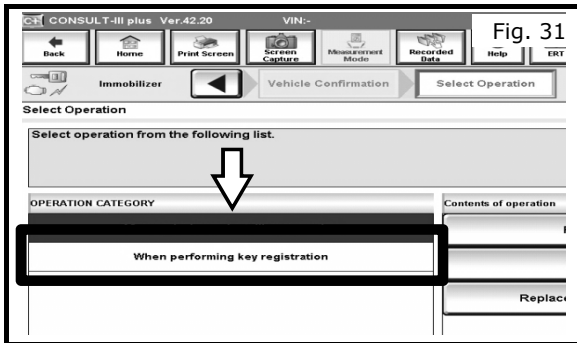 CONSULT-III plus Ver.42.20 VIN:-
Fig. 31
Back
Home
Print Screen
Screen Capture
Measurement Mode
Recorded Data
Help
ERT
Immobilizer
Vehicle Confirmation
Select Operation
Select Operation
Select operation from the following list.
OPERATION CATEGORY
Contents of operation
When performing key registration
Replac